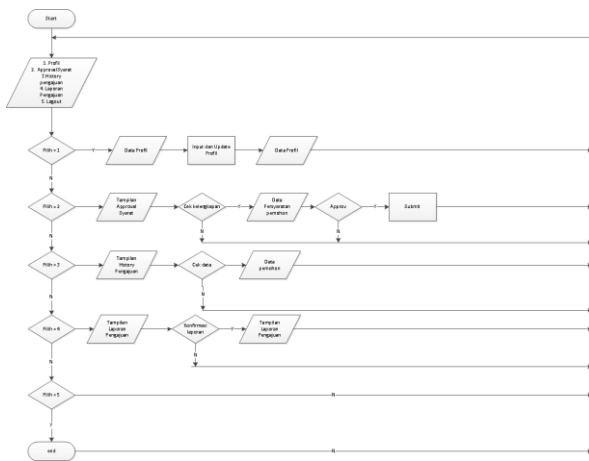 Start
1. Profil
2. Approval Syarat
3 History
pengajuan
4. Laporan
Pengajuan
5. Logout
Pilih = 1
Y
Data Profil
Input dan Update
Profil
Data Profil
N
Pilih = 2
Tampilan
Approval
Syarat
Cek kelengkapan
Y
Data
Persyaratan
pemohon
Approv
Y
Submit
N
N
N
Pilih = 3
Tampilan
History
Pengajuan
Cek data
Data
pemohon
N
N
Pilih = 4
Tampilan
Laporan
Pengajuan
Konfirmasi
laporan
Y
Tampilan
Laporan
Pengajuan
N
N
Pilih = 5
N
Y
end
N